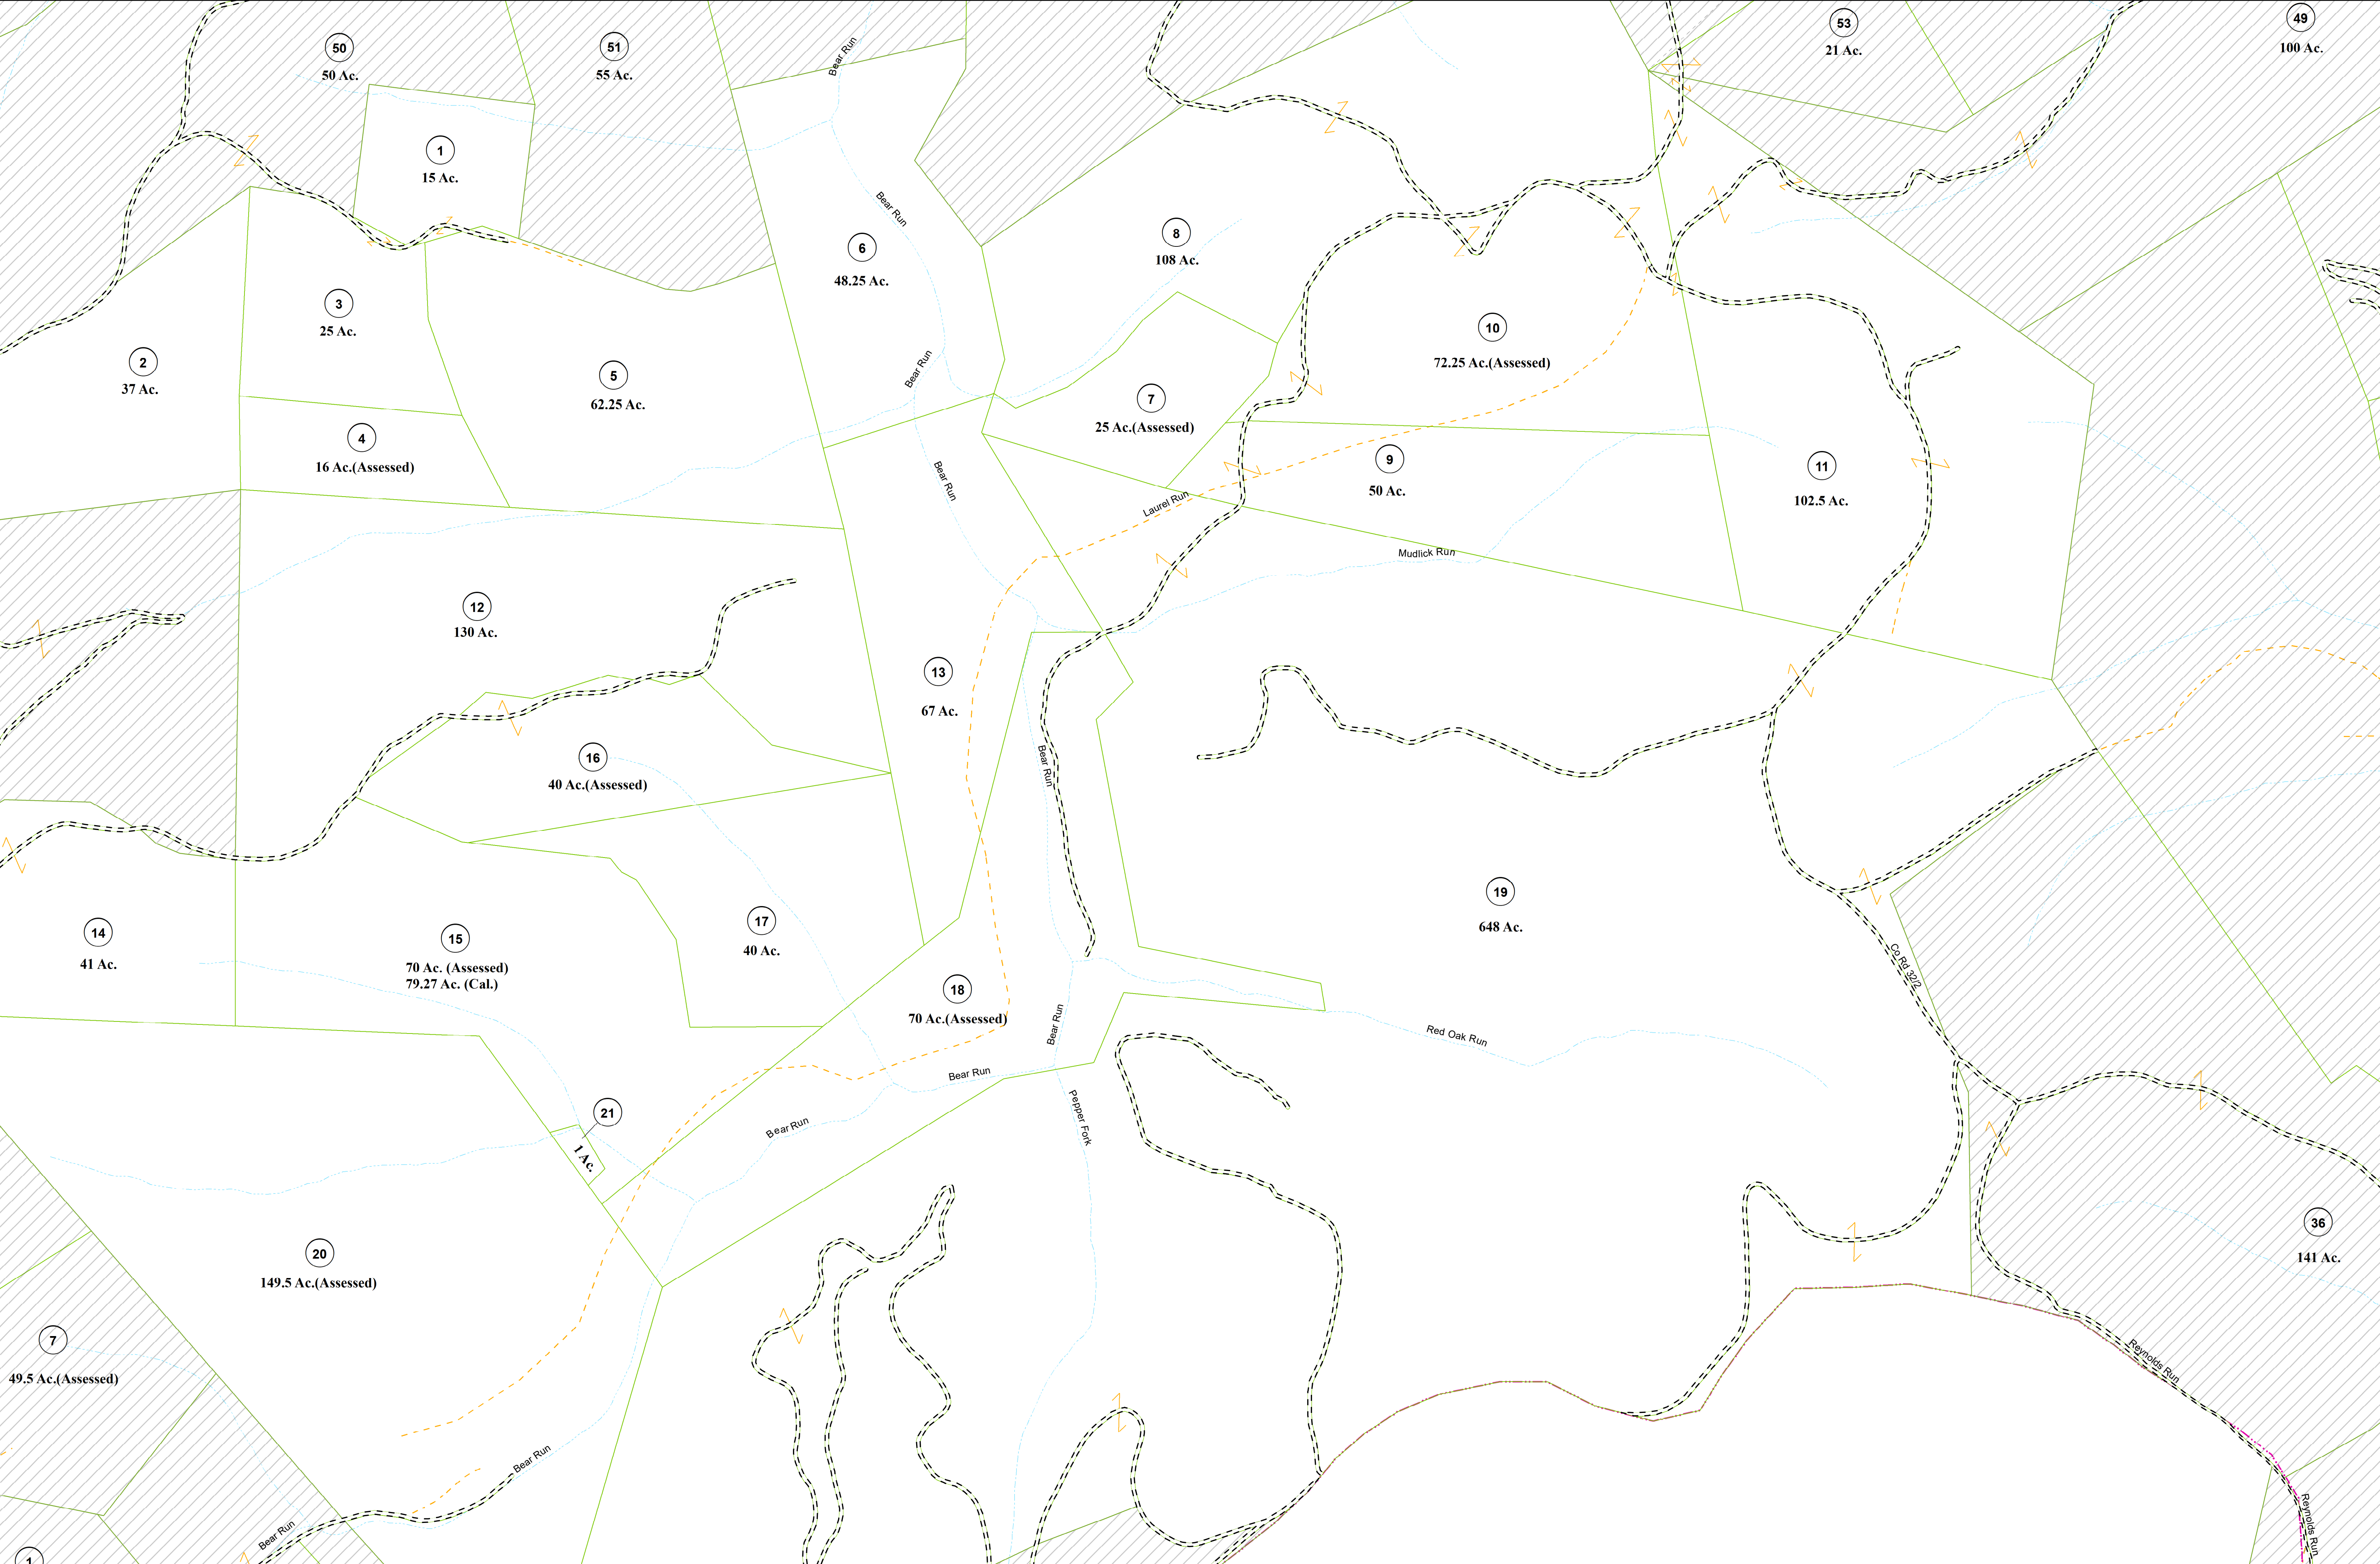 53
49
50
51
21 Ac.
100 Ac.
50 Ac.
55 Ac.
Bear Run
1
15 Ac.
Bear Run
6
48.25 Ac.
8
108 Ac.
3
25 Ac.
10
72.25 Ac.(Assessed)
2
37 Ac.
5
62.25 Ac.
Bear Run
7
25 Ac.(Assessed)
4
16 Ac.(Assessed)
9
50 Ac.
11
102.5 Ac.
Bear Run
Laurel Run
Mudlick Run
12
130 Ac.
13
67 Ac.
16
40 Ac.(Assessed)
Bear Run
19
648 Ac.
14
41 Ac.
15
70 Ac. (Assessed)
79.27 Ac. (Cal.)
17
40 Ac.
Co Rd 32/2
18
70 Ac.(Assessed)
Bear Run
Red Oak Run
Bear Run
21
1 Ac.
Bear Run
Pepper Fork
20
149.5 Ac.(Assessed)
36
141 Ac.
7
49.5 Ac.(Assessed)
Reynolds Run
Bear Run
Bear Run
Reynolds Run
1